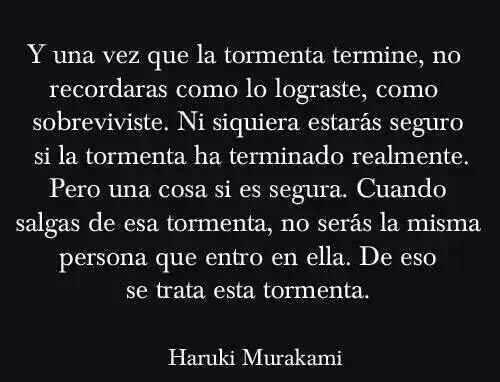 Y una vez que la tormenta termine, no
recordaras como lo lograste, como
sobreviviste. Ni siquiera estarás seguro
si la tormenta ha terminado realmente.
Pero una cosa si es segura. Cuando
salgas de esa tormenta, no serás la misma
persona que entro en ella. De eso
se trata esta tormenta.
Haruki Murakami